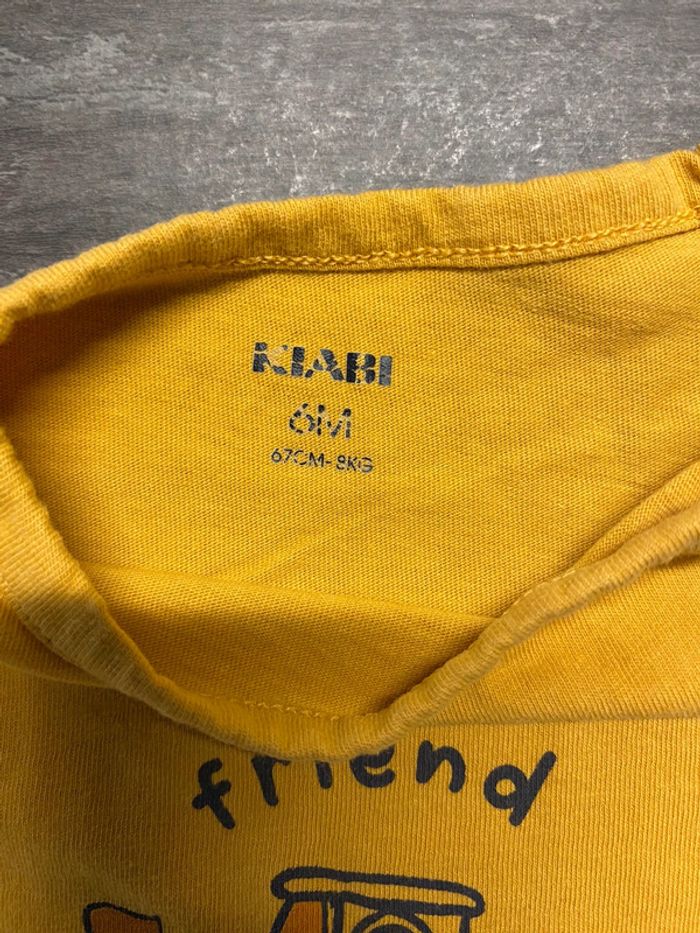 KIABI
6M
67CM-8KG
friend